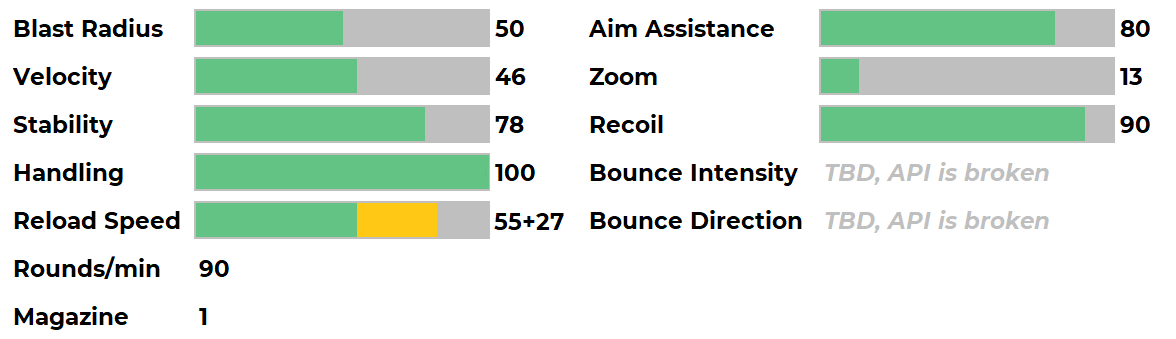 Blast Radius 50
Velocity 46
Stability 78
Handling 100
Reload Speed 55+27
Rounds/min 90
Magazine 1
Aim Assistance 80
Zoom 13
Recoil 90
Bounce Intensity TBD, API is broken
Bounce Direction TBD, API is broken